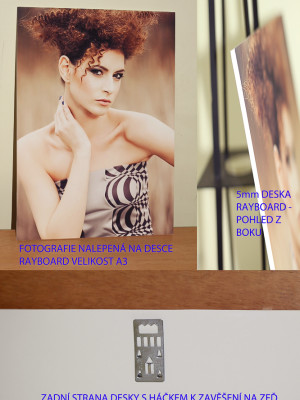 FOTOGRAFIE NALEPENÁ NA DESCE
RAYBOARD VELIKOST A3
5mm DESKA
RAYBOARD -
POHLED Z
BOKU
ZADNÍ STRANA DESKY S HÁČKEM K ZAVĚŠENÍ NA ZEĎ